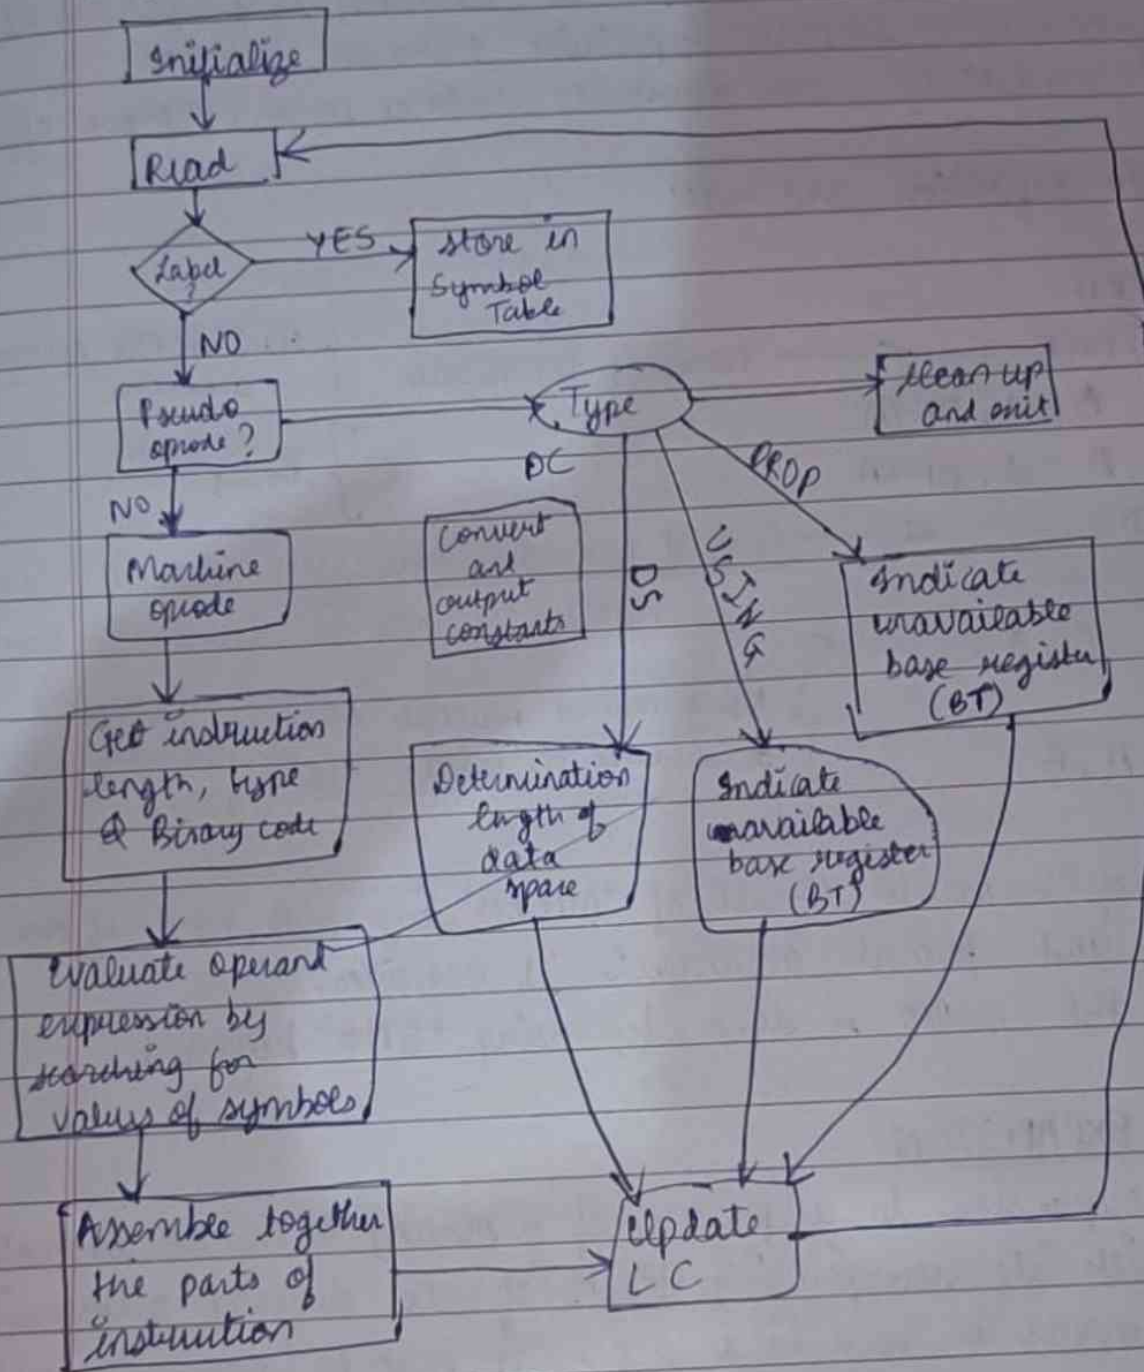 Initialize
Read
Label
?
YES
store in
Symbol
Table
NO
Pseudo
opcode ?
Type
clean up
and exit
DC
DROP
NO
Machine
opcode
Convert
and
output
constants
DS
USING
Indicate
unavailable
base register
(BT)
Get instruction
length, type
& Binary code
Determination
length of
data
space
Indicate
available
base register
(BT)
Evaluate operand
expression by
searching for
values of symbols
Assemble together
the parts of
instruction
Update
LC